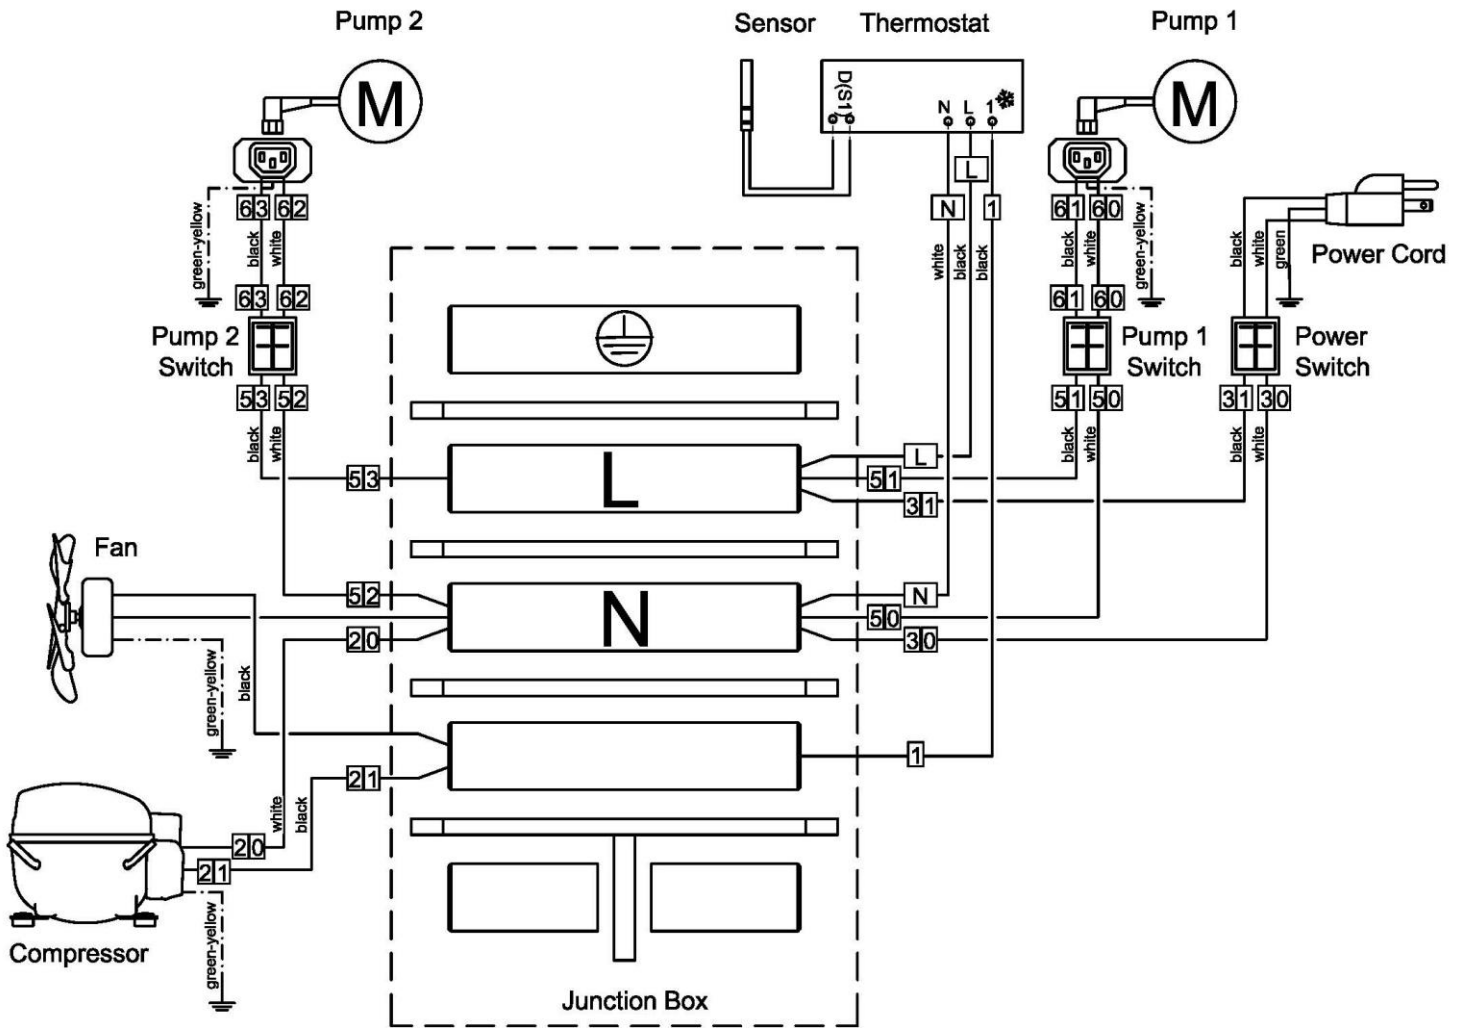 Pump 2
Sensor
Thermostat
Pump 1
M
D(S1)
N L 1
M
L
63 62
N
1
61 60
green-yellow
black
white
white
black
black
black
white
green-yellow
black
white
green
Power Cord
63 62
61 60
Pump 2
Switch
Pump 1
Switch
Power
Switch
53 52
51 50
31 30
black
white
black
white
black
white
L
53
L
51
31
Fan
52
N
N
20
50
30
green-yellow
black
21
1
white
black
20
21
green-yellow
Compressor
Junction Box